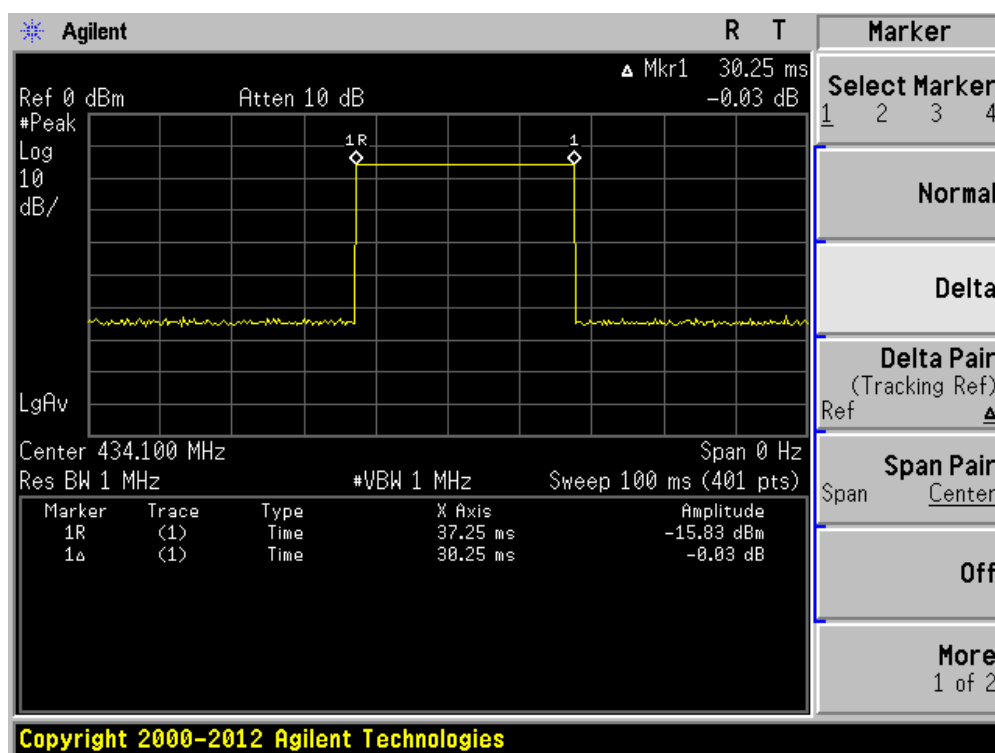 Agilent R T
Δ Mkr1 30.25 ms
Ref 0 dBm Atten 10 dB -0.03 dB
#Peak
Log
10
dB/
1R 1
LgAv
Center 434.100 MHz Span 0 Hz
Res BW 1 MHz #VBW 1 MHz Sweep 100 ms (401 pts)
Marker Trace Type X Axis Amplitude
1R (1) Time 37.25 ms -15.83 dBm
1Δ (1) Time 30.25 ms -0.03 dB
Marker
Select Marker
1 2 3 4
Normal
Delta
Delta Pair
(Tracking Ref)
Ref Δ
Span Pair
Span Center
Off
More
1 of 2
Copyright 2000-2012 Agilent Technologies